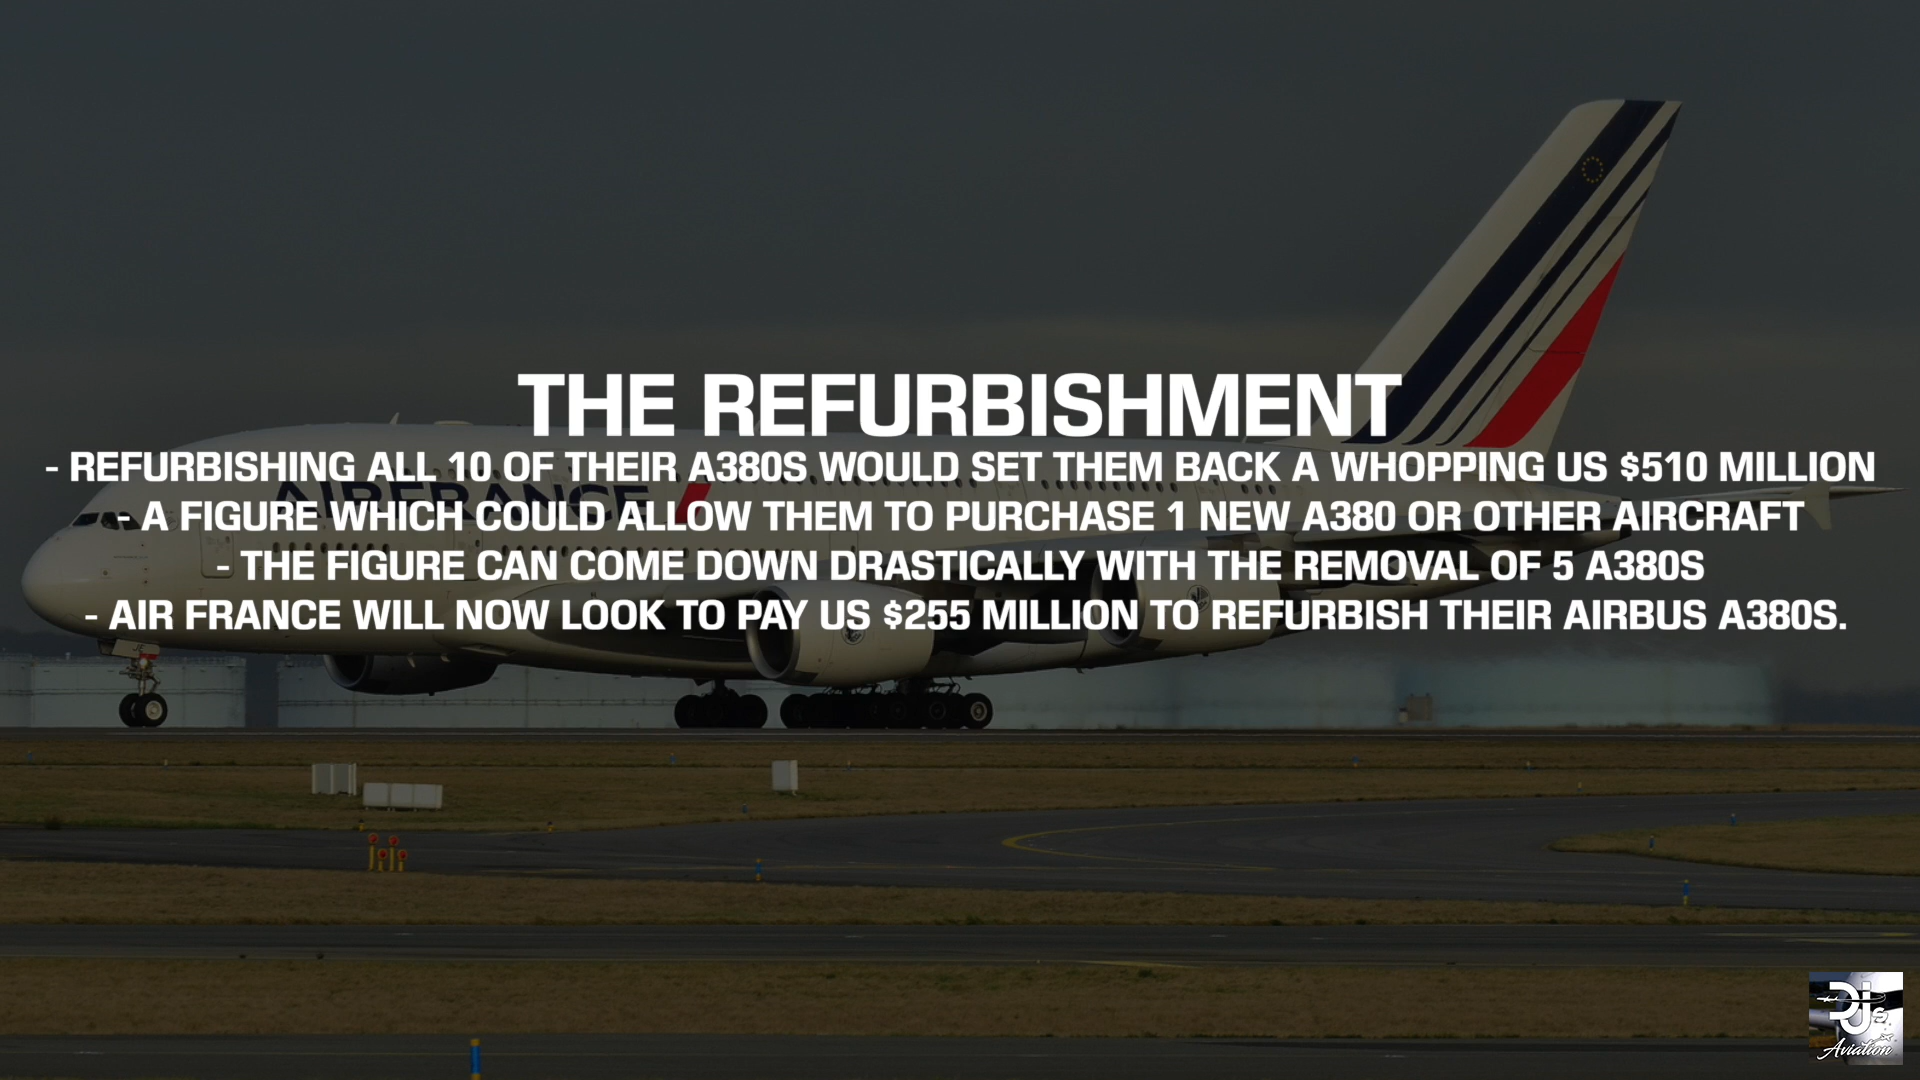 THE REFURBISHMENT
- REFURBISHING ALL 10 OF THEIR A380S WOULD SET THEM BACK A WHOPPING US $510 MILLION
- A FIGURE WHICH COULD ALLOW THEM TO PURCHASE 1 NEW A380 OR OTHER AIRCRAFT
- THE FIGURE CAN COME DOWN DRASTICALLY WITH THE REMOVAL OF 5 A380S
- AIR FRANCE WILL NOW LOOK TO PAY US $255 MILLION TO REFURBISH THEIR AIRBUS A380S.
AIRFRANCE
DJs
Aviation